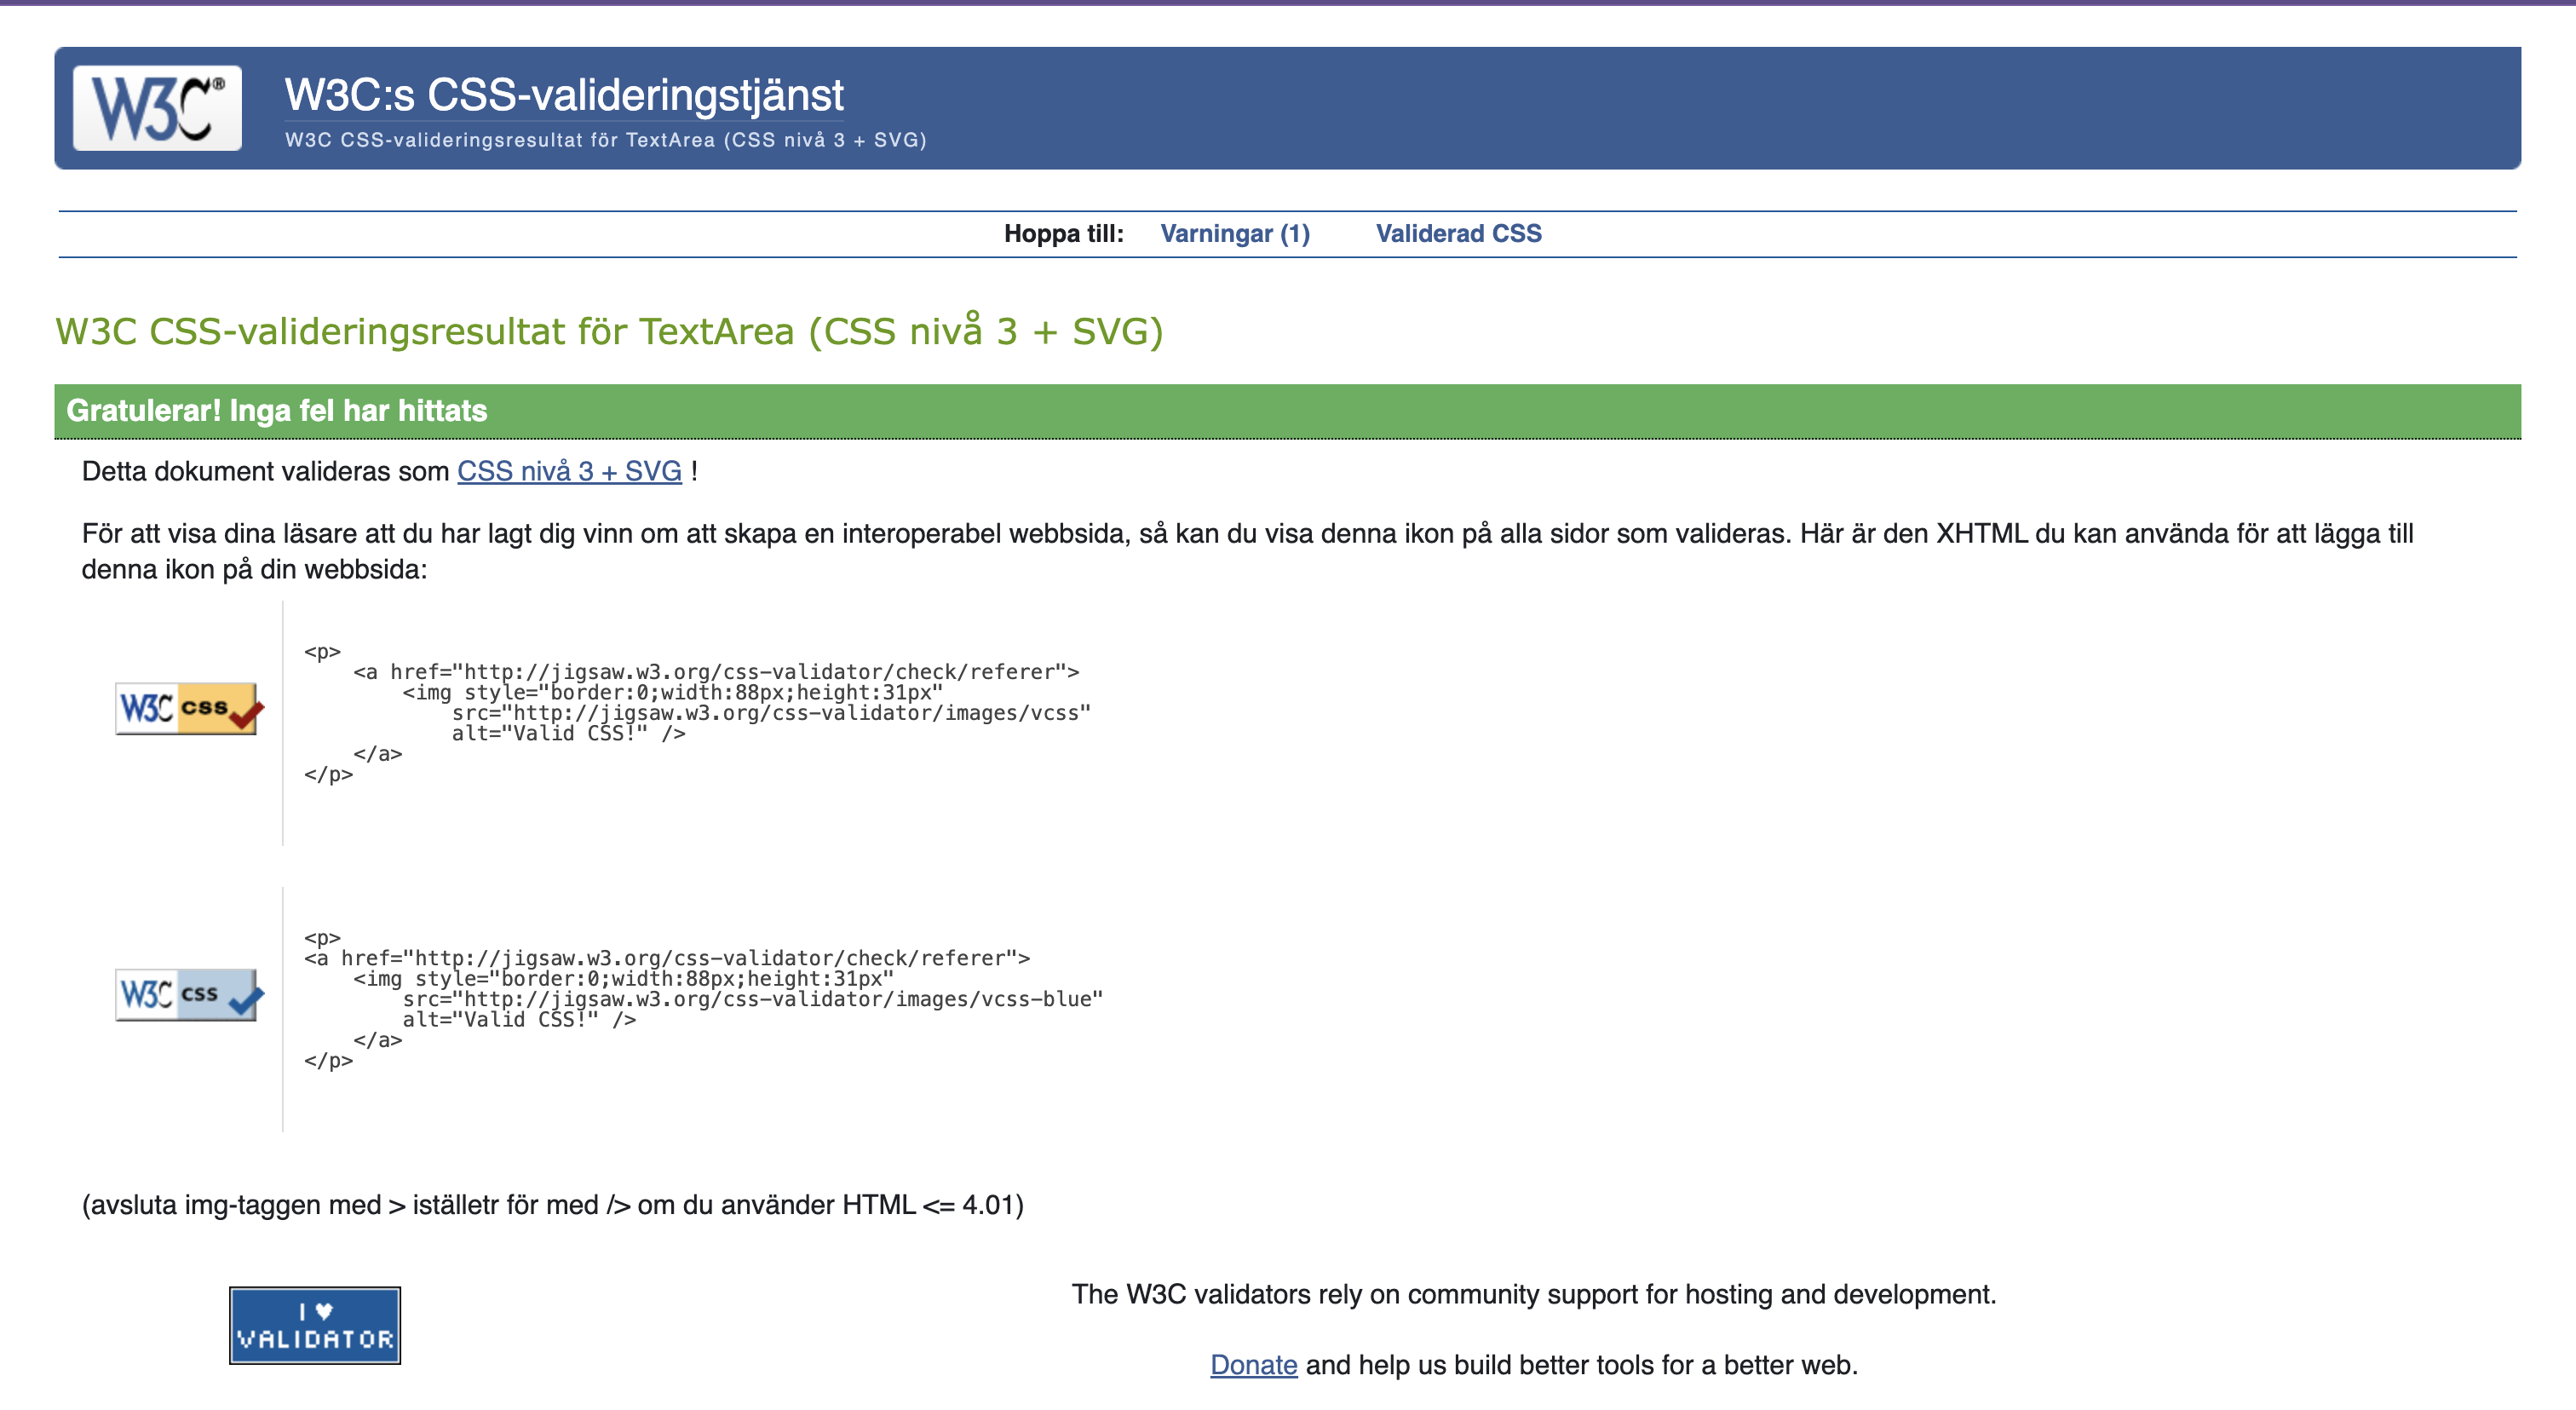 W3C®
W3C:s CSS-valideringstjänst
W3C CSS-valideringsresultat för TextArea (CSS nivå 3 + SVG)
Hoppa till: Varningar (1) Validerad CSS
W3C CSS-valideringsresultat för TextArea (CSS nivå 3 + SVG)
Gratulerar! Inga fel har hittats
Detta dokument valideras som CSS nivå 3 + SVG !
För att visa dina läsare att du har lagt dig vinn om att skapa en interoperabel webbsida, så kan du visa denna ikon på alla sidor som valideras. Här är den XHTML du kan använda för att lägga till
denna ikon på din webbsida:
W3C css
<p>
    <a href="http://jigsaw.w3.org/css-validator/check/referer">
        <img style="border:0;width:88px;height:31px"
            src="http://jigsaw.w3.org/css-validator/images/vcss"
            alt="Valid CSS!" />
    </a>
</p>
W3C css
<p>
<a href="http://jigsaw.w3.org/css-validator/check/referer">
    <img style="border:0;width:88px;height:31px"
        src="http://jigsaw.w3.org/css-validator/images/vcss-blue"
        alt="Valid CSS!" />
    </a>
</p>
(avsluta img-taggen med > iställetr för med /> om du använder HTML <= 4.01)
I ♥
VALIDATOR
The W3C validators rely on community support for hosting and development.
Donate and help us build better tools for a better web.